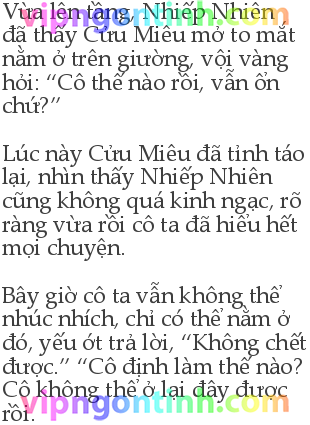 Vừa lên tầng, Nhiếp Nhiên
đã thấy Cửu Miêu mở to mắt
nằm ở trên giường, vội vàng
hỏi: “Cô thế nào rồi, vẫn ổn
chứ?”
Lúc này Cửu Miêu đã tỉnh táo
lại, nhìn thấy Nhiếp Nhiên
cũng không quá kinh ngạc, rõ
ràng vừa rồi cô ta đã hiểu hết
mọi chuyện.
Bây giờ cô ta vẫn không thể
nhúc nhích, chỉ có thể nằm ở
đó, yếu ớt trả lời, “Không chết
được.” “Cô định làm thế nào?
Cô không thể ở lại đây được
rồi.
vipngontinh.com
vipngontinh.com